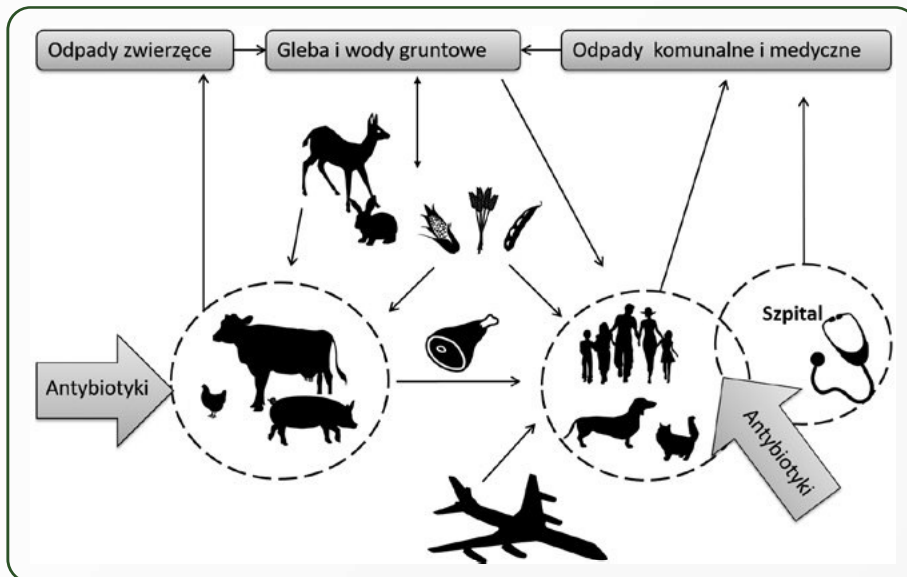 Odpady zwierzęce
Gleba i wody gruntowe
Odpady komunalne i medyczne
Szpital
Antybiotyki
Antybiotyki